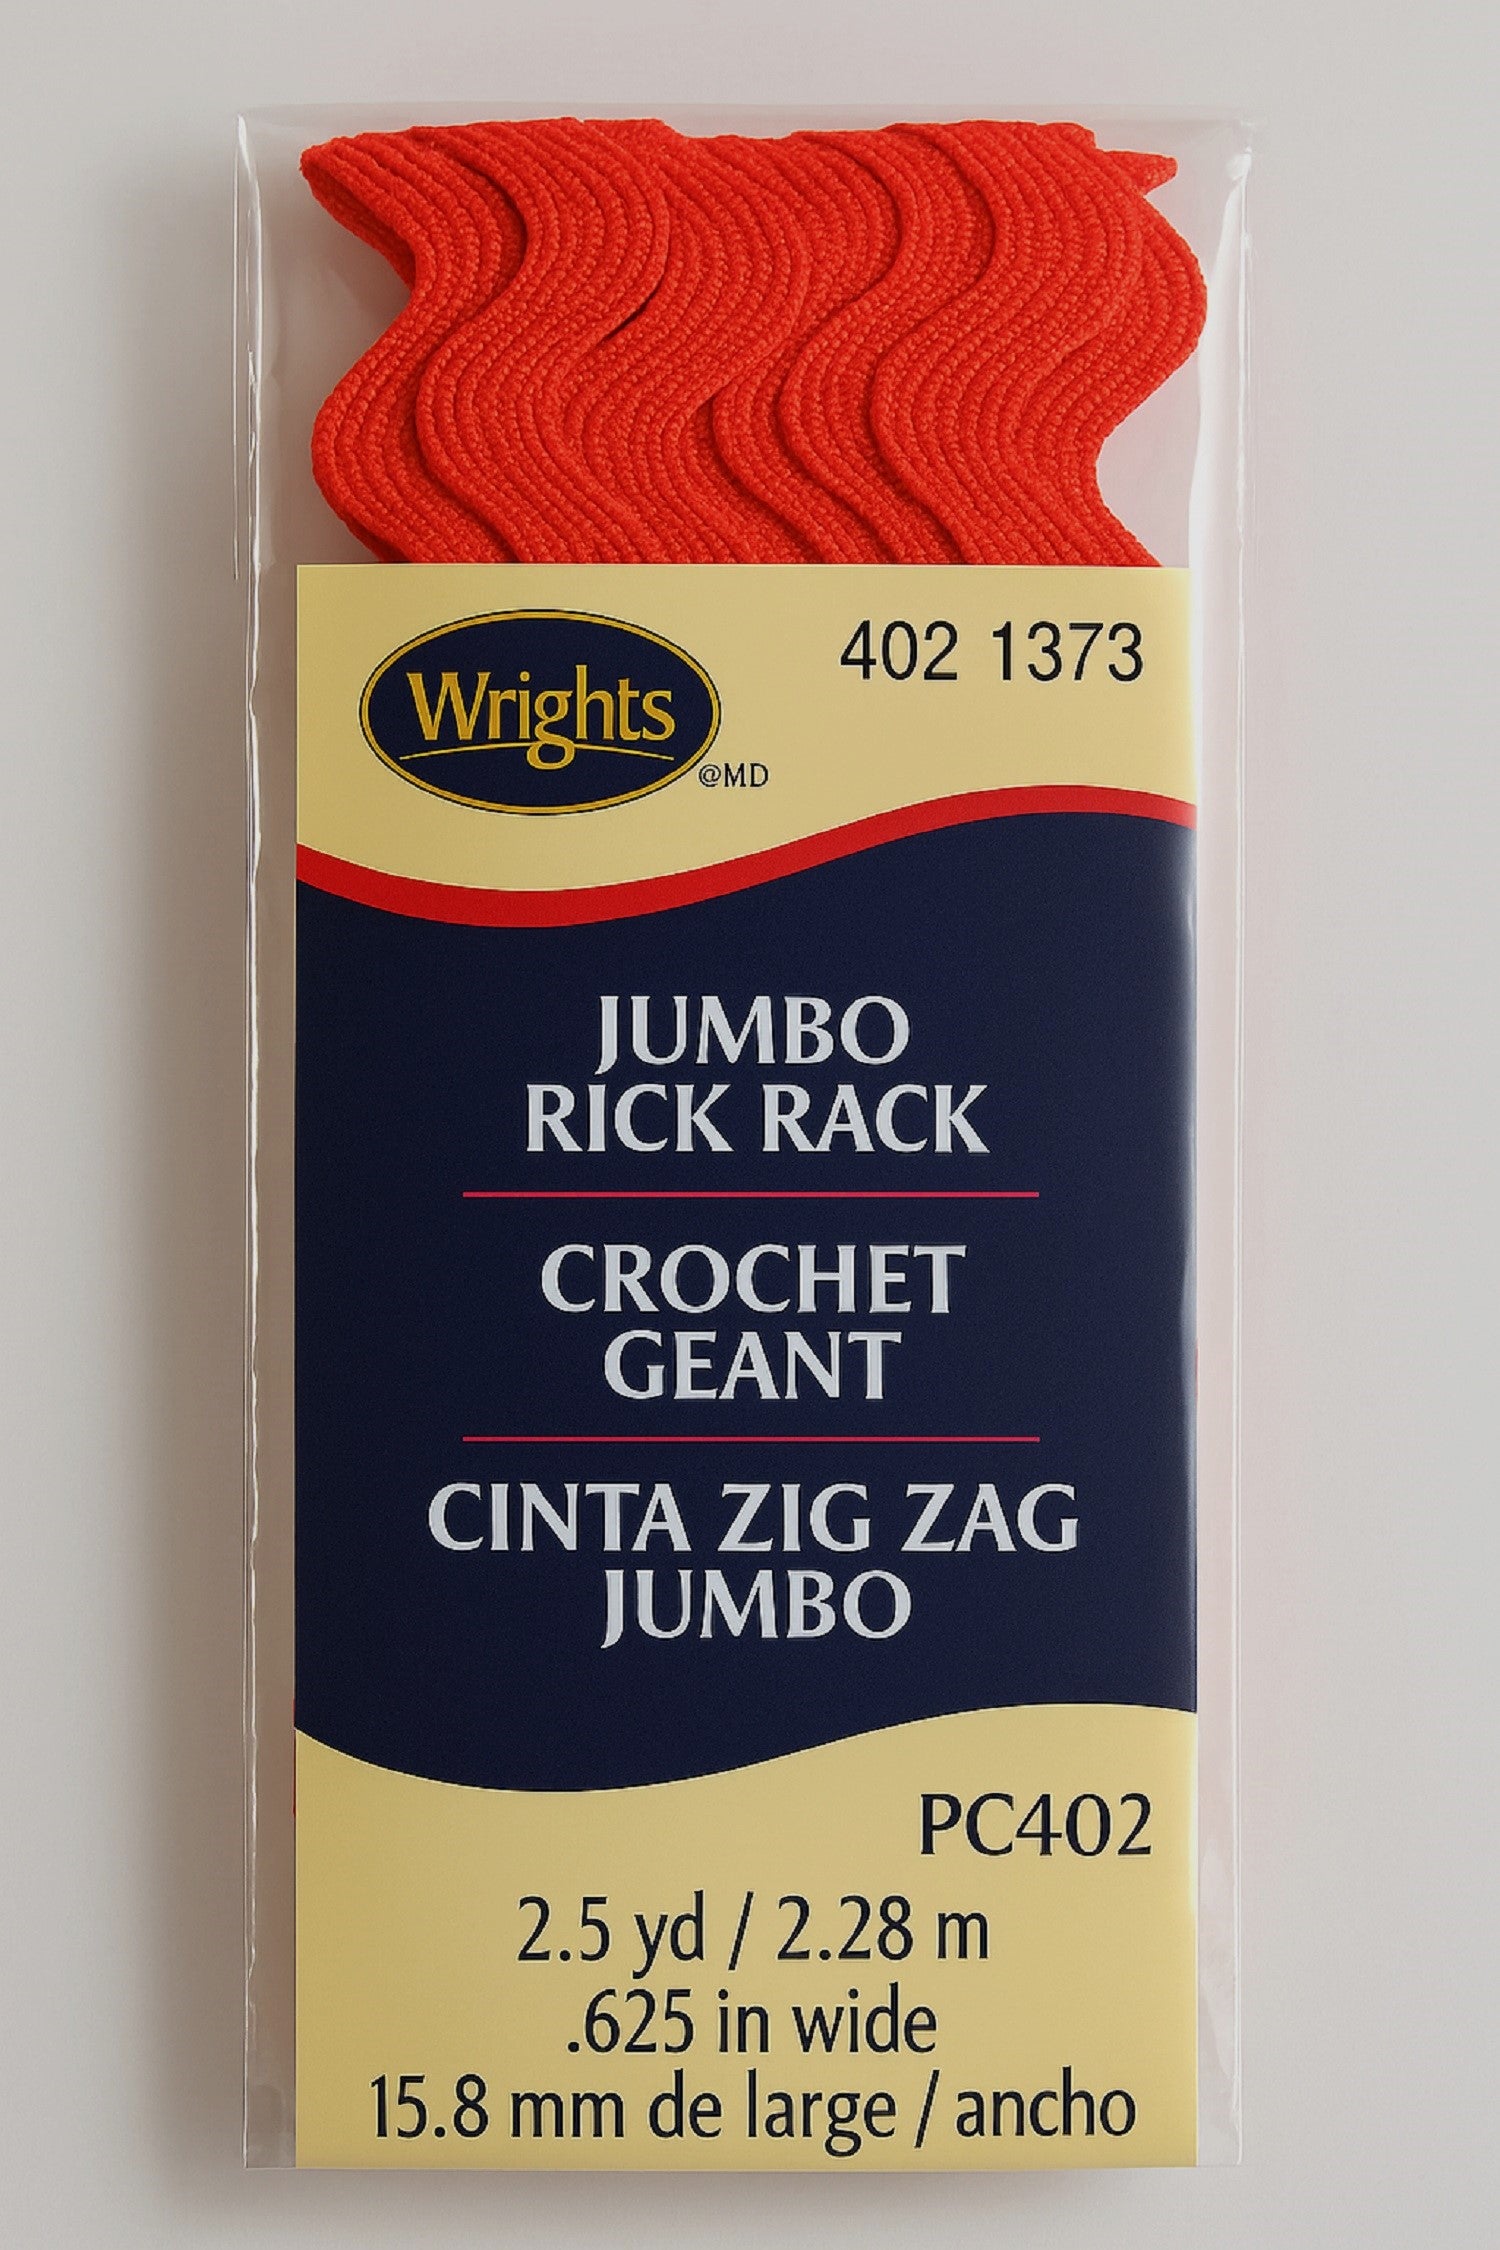 Wrights
@MD
402 1373
JUMBO
RICK RACK
CROCHET
GEANT
CINTA ZIG ZAG
JUMBO
PC402
2.5 yd / 2.28 m
.625 in wide
15.8 mm de large / ancho